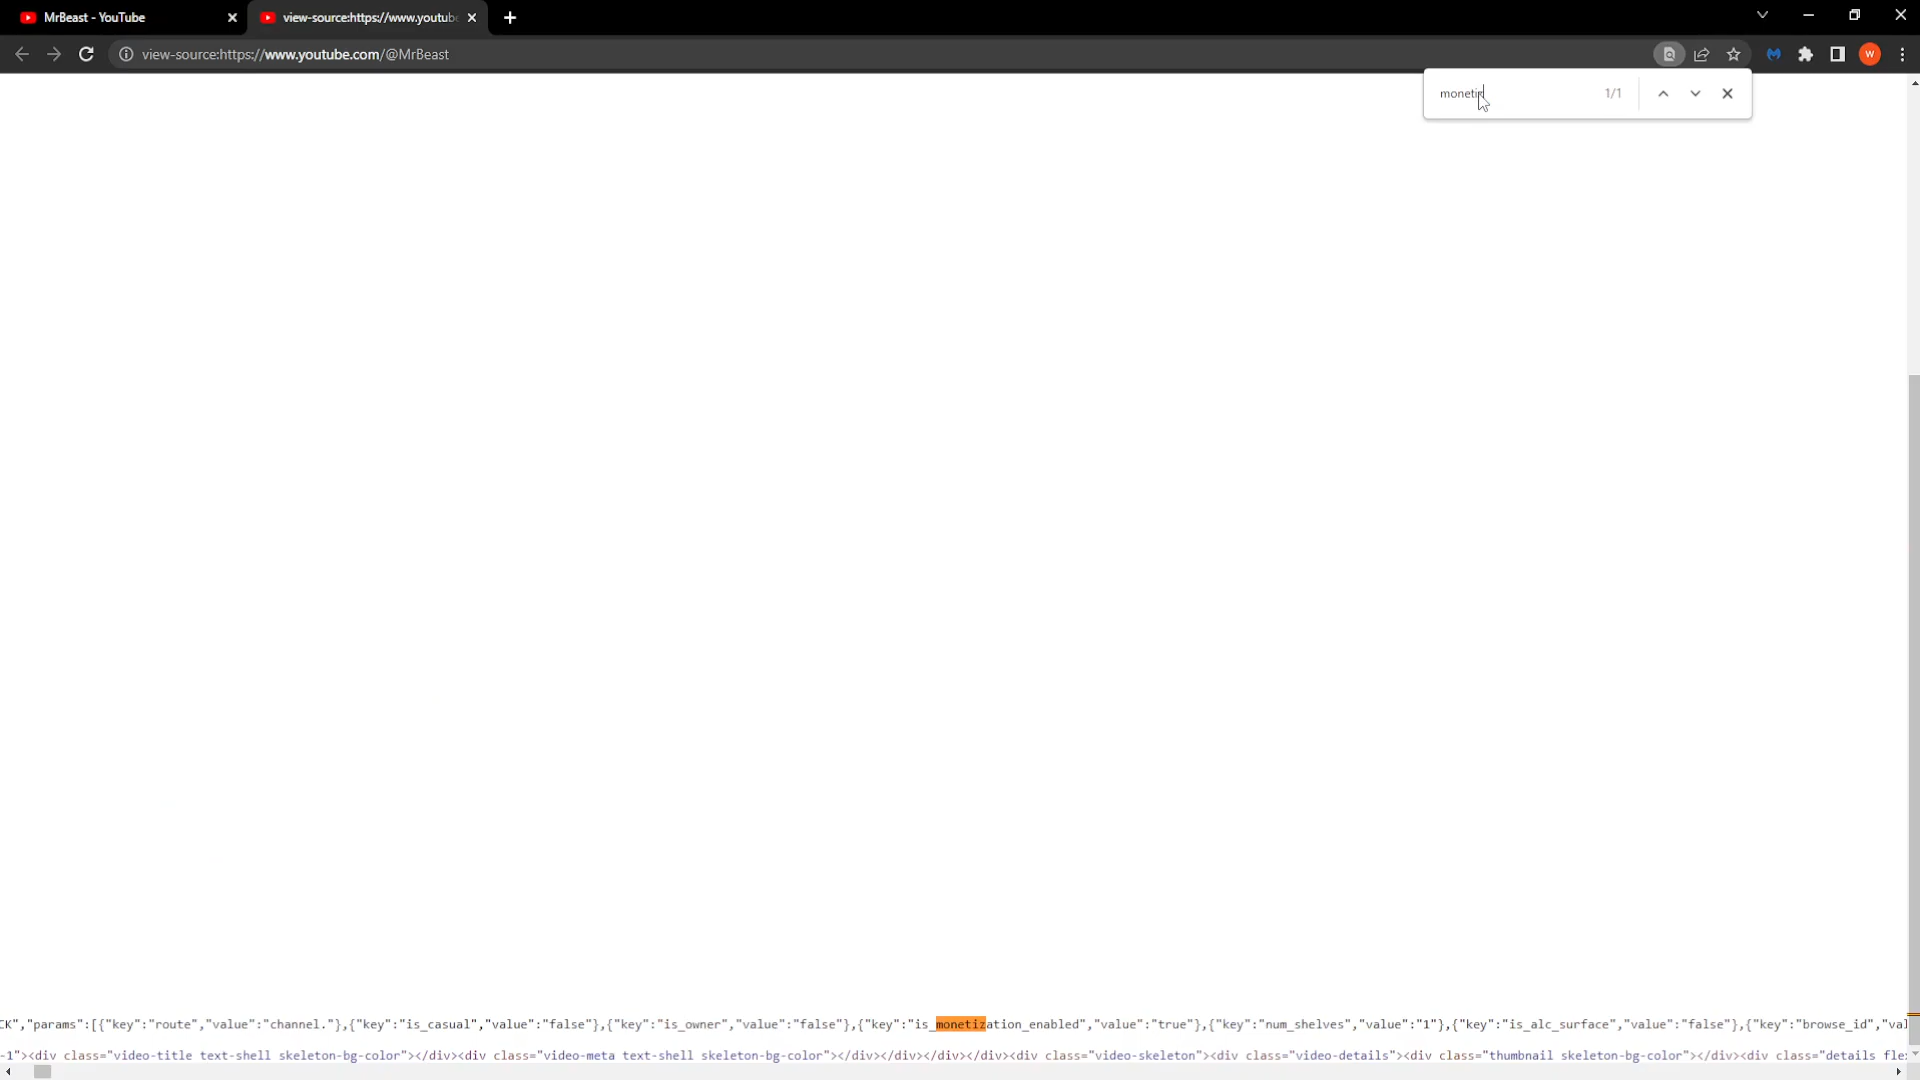 MrBeast - YouTube
view-source:https://www.youtub
view-source:https://www.youtube.com/@MrBeast
W
monetiz 1/1
CK","params":[{"key":"route","value":"channel."},{"key":"is_casual","value":"false"},{"key":"is_owner","value":"false"},{"key":"is_monetization_enabled","value":"true"},{"key":"num_shelves","value":"1"},{"key":"is_alc_surface","value":"false"},{"key":"browse_id","val
-1"><div class="video-title text-shell skeleton-bg-color"></div><div class="video-meta text-shell skeleton-bg-color"></div></div></div></div><div class="video-skeleton"><div class="video-details"><div class="thumbnail skeleton-bg-color"></div><div class="details fle